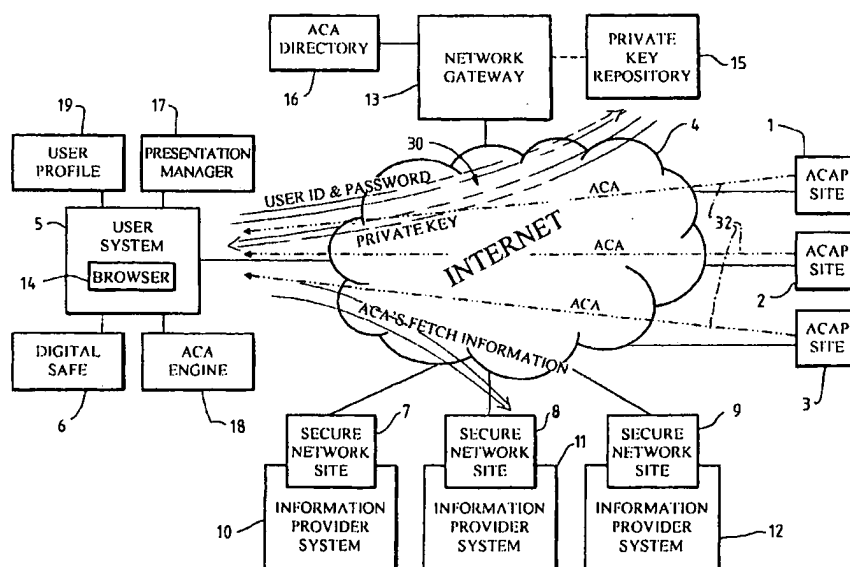 ACA
DIRECTORY
16
NETWORK
GATEWAY
13
PRIVATE
KEY
REPOSITORY
15
19
USER
PROFILE
17
PRESENTATION
MANAGER
5
USER
SYSTEM
14
BROWSER
DIGITAL
SAFE
6
ACA
ENGINE
18
30
4
USER ID & PASSWORD
PRIVATE KEY
INTERNET
ACA
ACA
ACA
ACA'S FETCH INFORMATION
32
1
ACAP
SITE
ACAP
SITE
2
ACAP
SITE
3
7
SECURE
NETWORK
SITE
10
INFORMATION
PROVIDER
SYSTEM
8
SECURE
NETWORK
SITE
11
INFORMATION
PROVIDER
SYSTEM
9
SECURE
NETWORK
SITE
INFORMATION
PROVIDER
SYSTEM
12